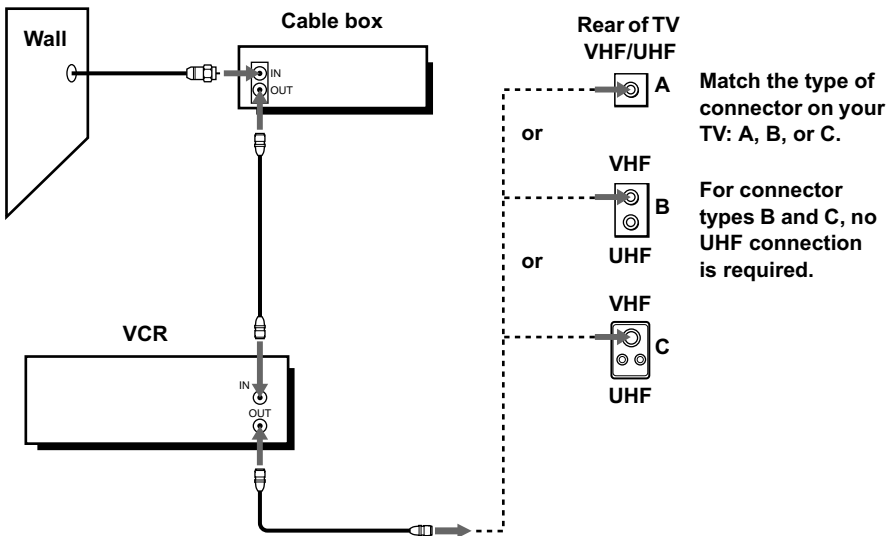 Wall
Cable box
IN
OUT
VCR
IN
OUT
Rear of TV
VHF/UHF
A
or
VHF
B
UHF
or
VHF
C
UHF
Match the type of
connector on your
TV: A, B, or C.
For connector
types B and C, no
UHF connection
is required.